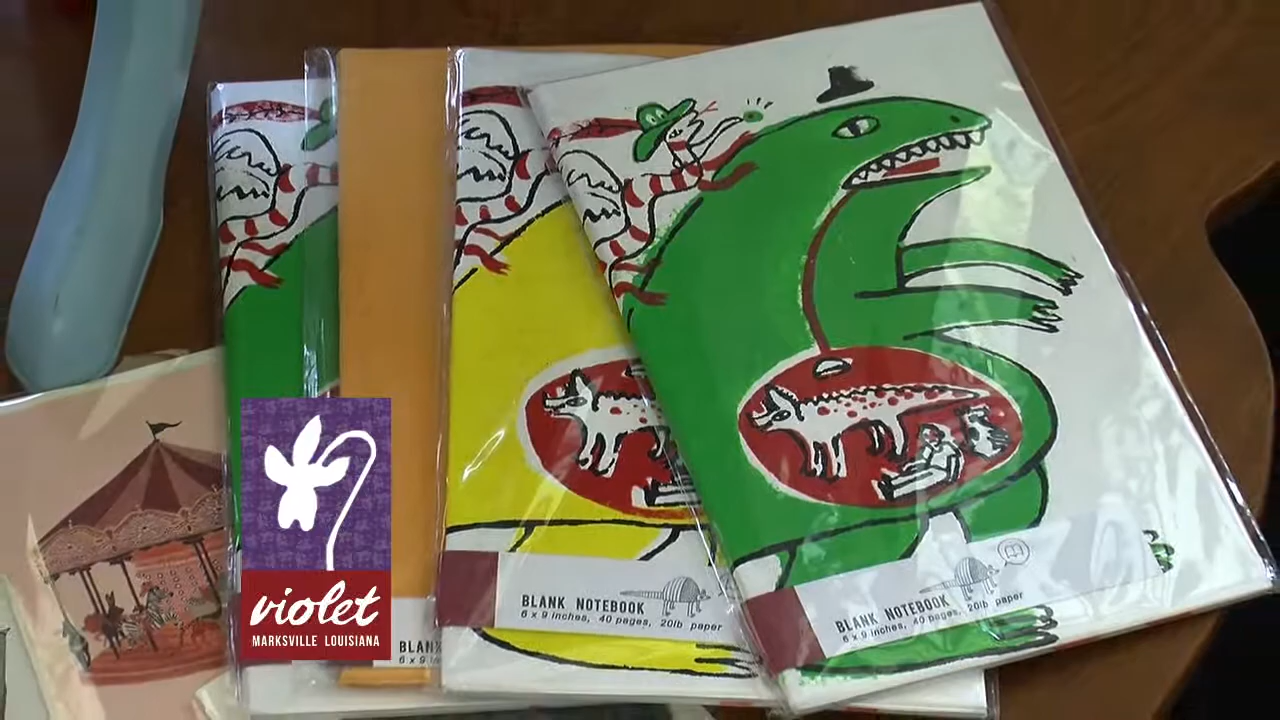 violet
MARKSVILLE LOUISIANA
BLANK NOTEBOOK
6 x 9 inches, 40 pages, 20lb paper
BLANK NOTEBOOK
6 x 9 inches, 40 pages, 20lb paper